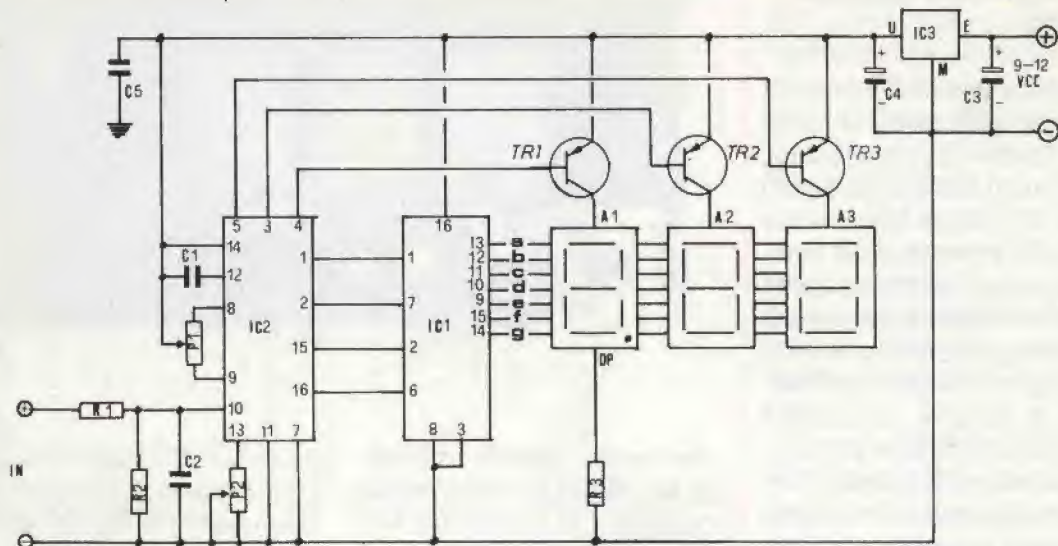 U IC3 E
+ + +
M 9-12
VCC
C5 C4 C3
- - -
TR1 TR2 TR3
5 3 4 16 A1 A2 A3
14 13 a
C1 1 1 12 b
12 11 c
8 2 7 10 d
P1 IC2 IC1 9 e
15 2 15 f
9 14 g
16 6
DP
+ R1 10
13 11 7 8 3
IN R2 C2 P2 R3
-